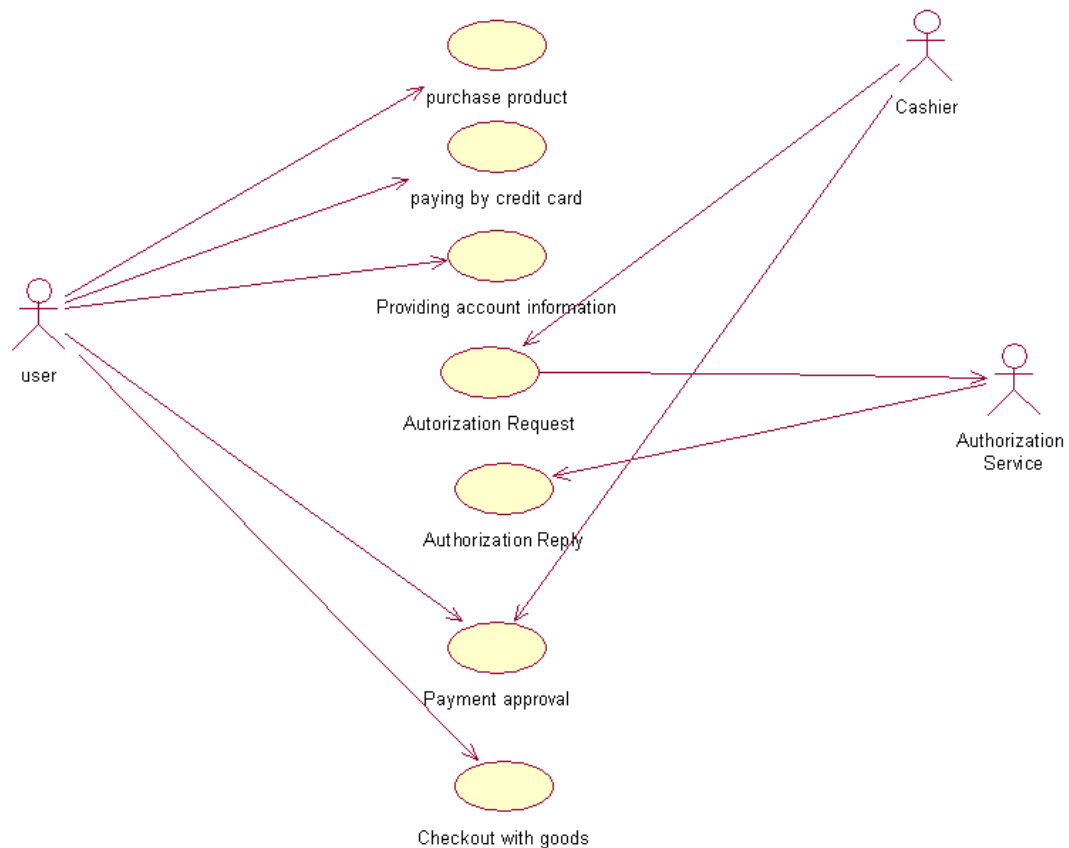 purchase product
Cashier
paying by credit card
Providing account information
user
Autorization Request
Authorization
Service
Authorization Reply
Payment approval
Checkout with goods